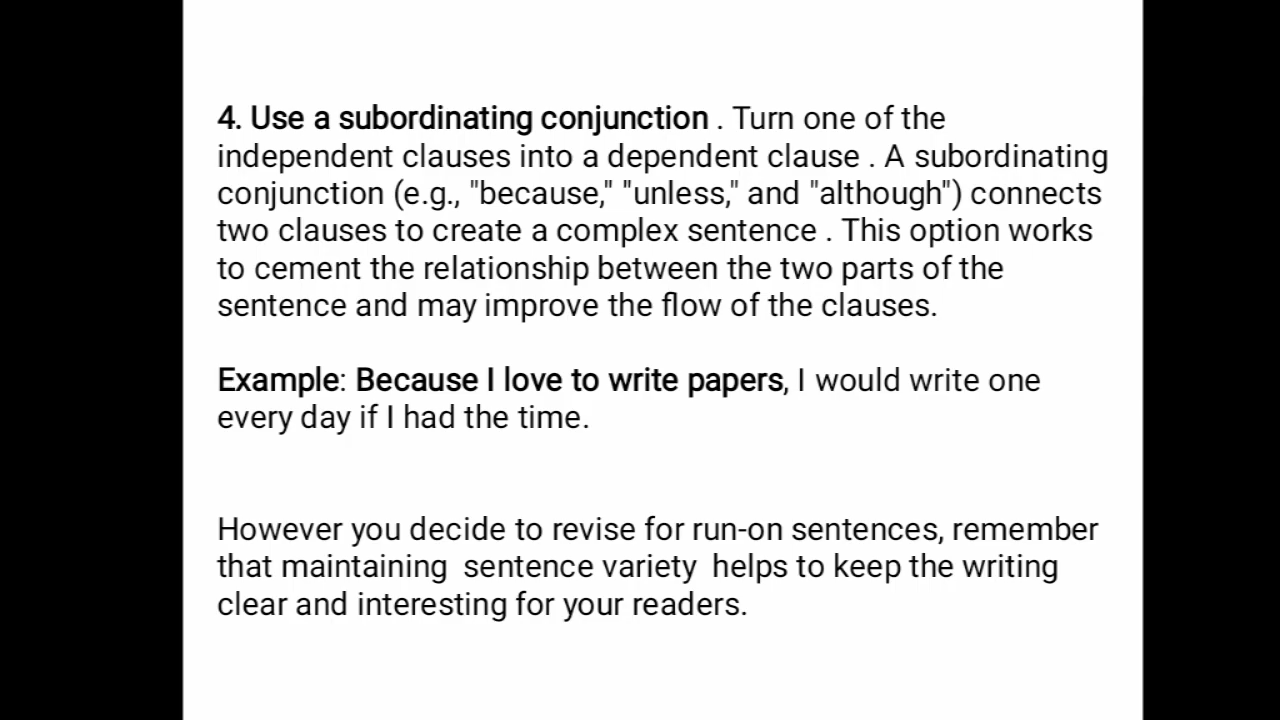 4. Use a subordinating conjunction . Turn one of the
independent clauses into a dependent clause . A subordinating
conjunction (e.g., "because," "unless," and "although") connects
two clauses to create a complex sentence . This option works
to cement the relationship between the two parts of the
sentence and may improve the flow of the clauses.
Example: Because I love to write papers, I would write one
every day if I had the time.
However you decide to revise for run-on sentences, remember
that maintaining  sentence variety  helps to keep the writing
clear and interesting for your readers.